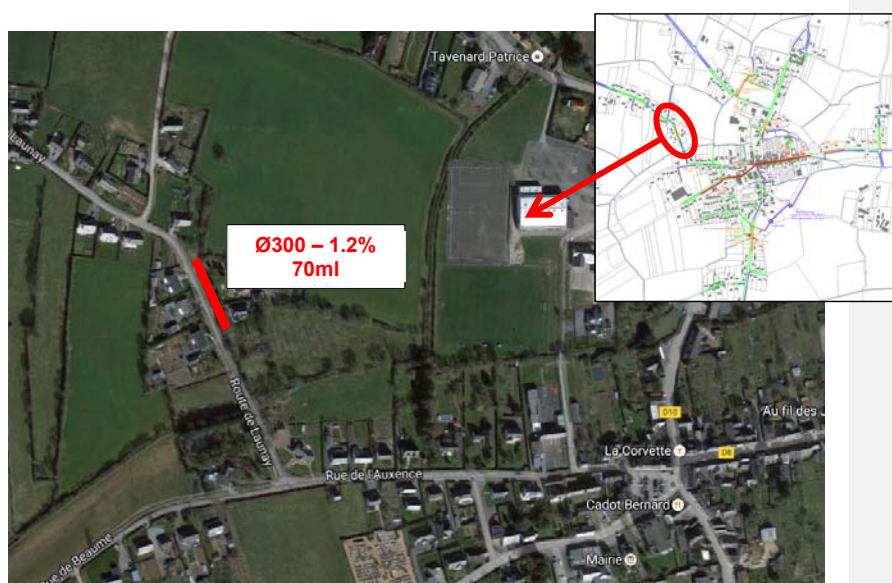 Tavenard Patrice
Launay
Ø300 – 1.2%
70ml
Route de Launay
D10
Au fil des J
La Corvette
D8
Rue de l'Auxence
Cadot Bernard
ue de Beaume
Mairie